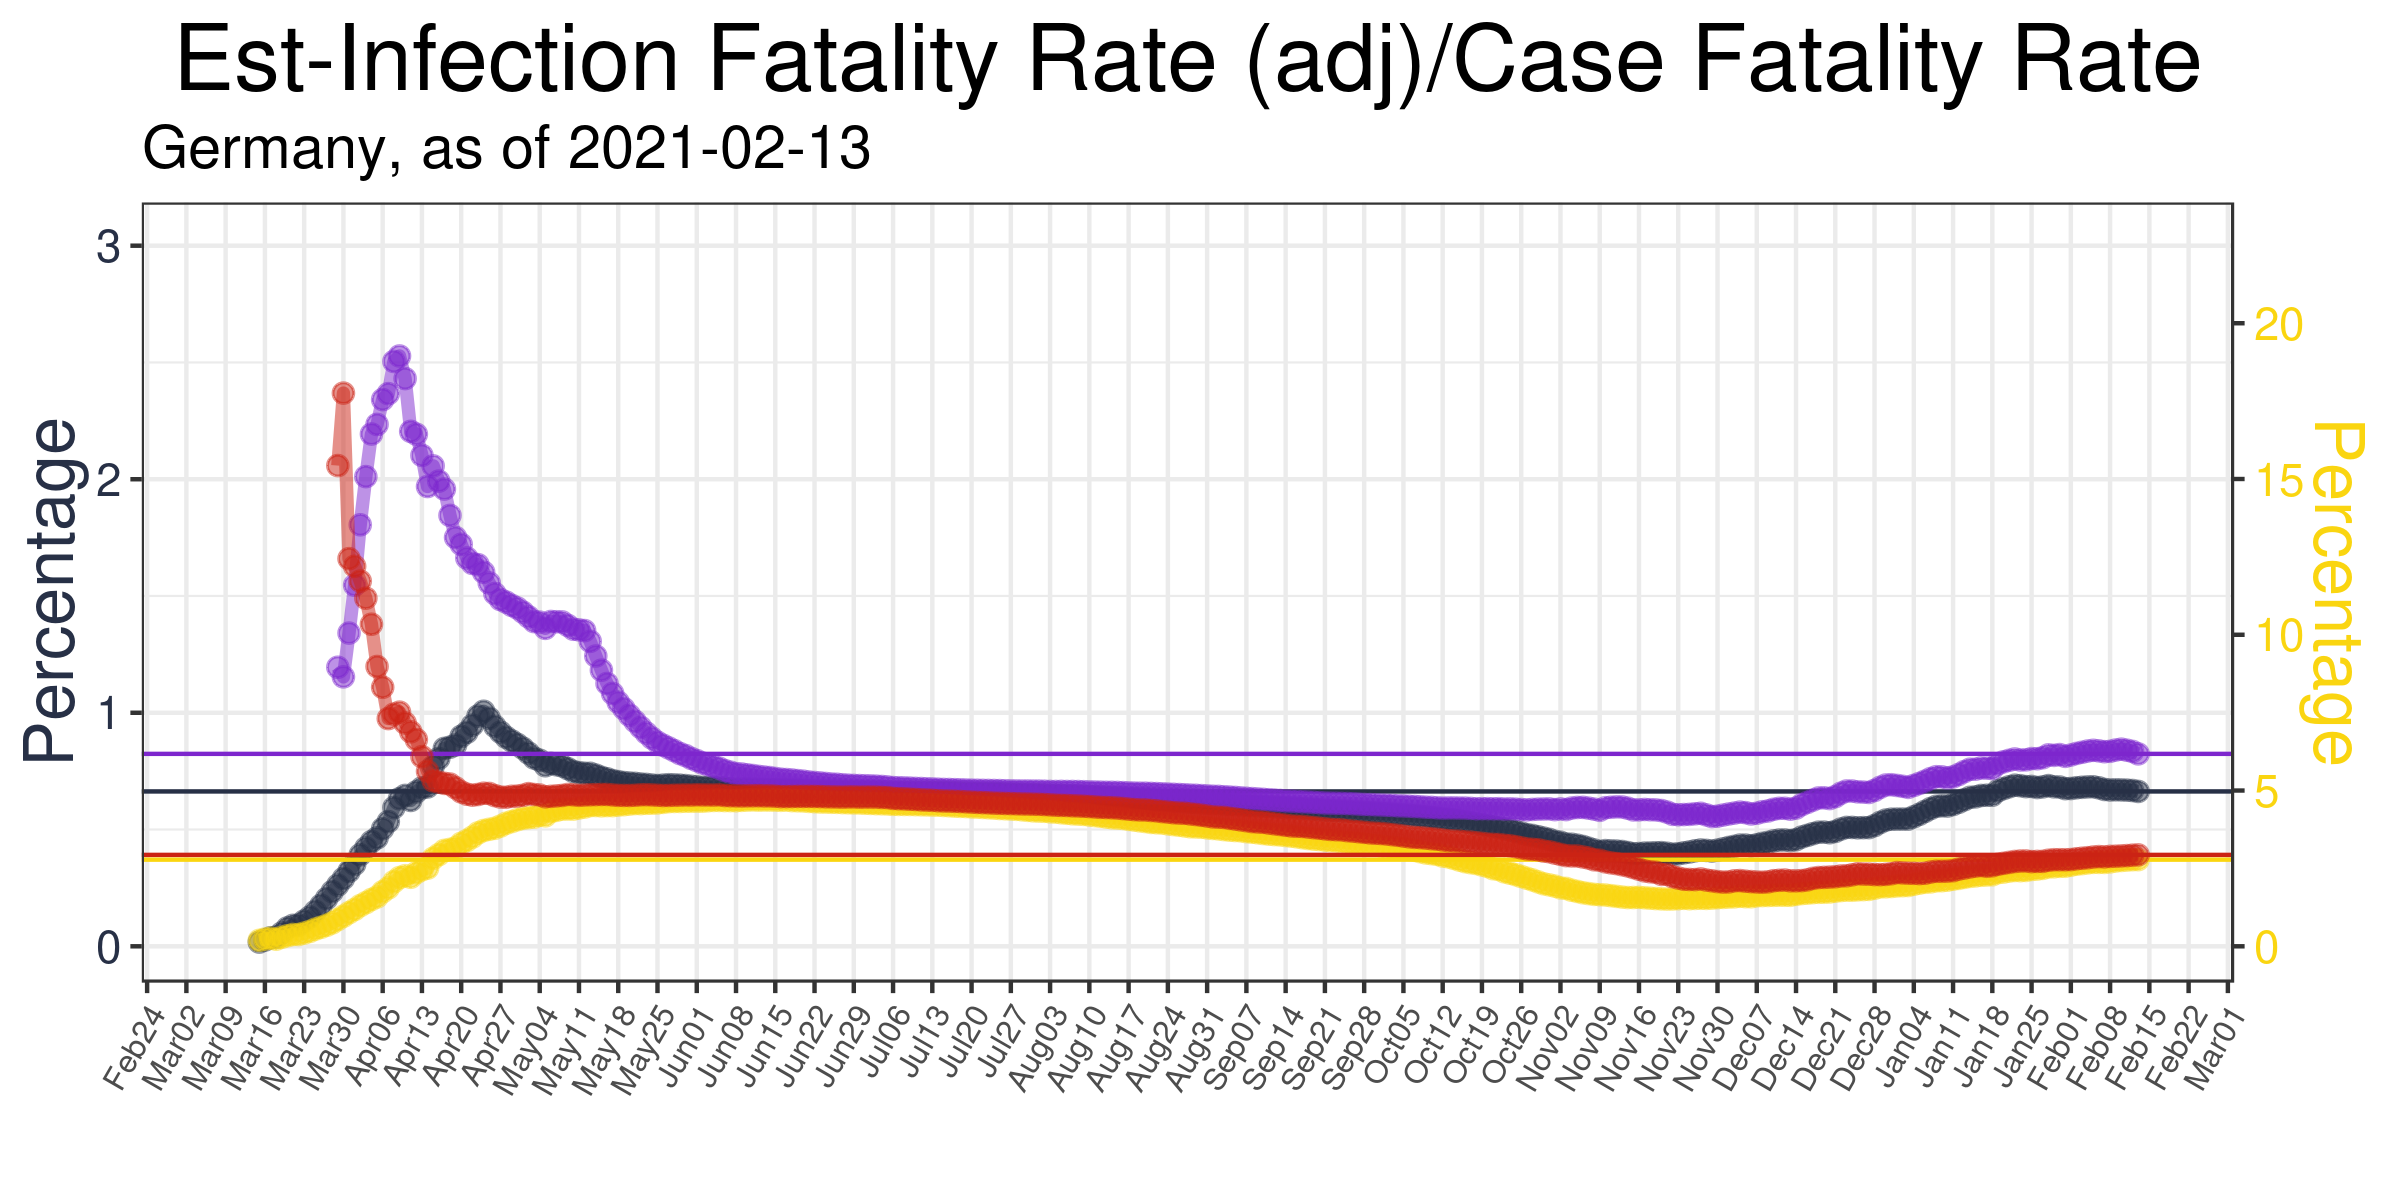 Est-Infection Fatality Rate (adj)/Case Fatality Rate
Germany, as of 2021-02-13
Percentage
3
2
1
0
20
15
10
5
0
Percentage
Feb24
Mar02
Mar09
Mar16
Mar23
Mar30
Apr06
Apr13
Apr20
Apr27
May04
May11
May18
May25
Jun01
Jun08
Jun15
Jun22
Jun29
Jul06
Jul13
Jul20
Jul27
Aug03
Aug10
Aug17
Aug24
Aug31
Sep07
Sep14
Sep21
Sep28
Oct05
Oct12
Oct19
Oct26
Nov02
Nov09
Nov16
Nov23
Nov30
Dec07
Dec14
Dec21
Dec28
Jan04
Jan11
Jan18
Jan25
Feb01
Feb08
Feb15
Feb22
Mar01